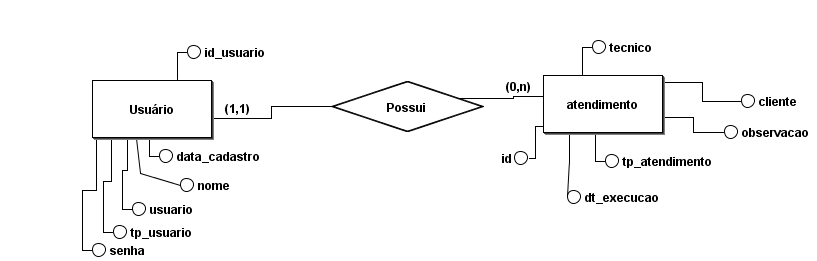 id_usuario
Usuário
(1,1)
data_cadastro
nome
usuario
tp_usuario
senha
Possui
(0,n)
tecnico
atendimento
cliente
observacao
id
tp_atendimento
dt_execucao